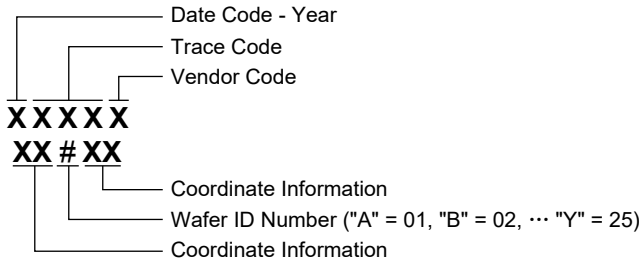 Date Code - Year
Trace Code
Vendor Code
XXXXX
XX # XX
Coordinate Information
Wafer ID Number ("A" = 01, "B" = 02, ··· "Y" = 25)
Coordinate Information